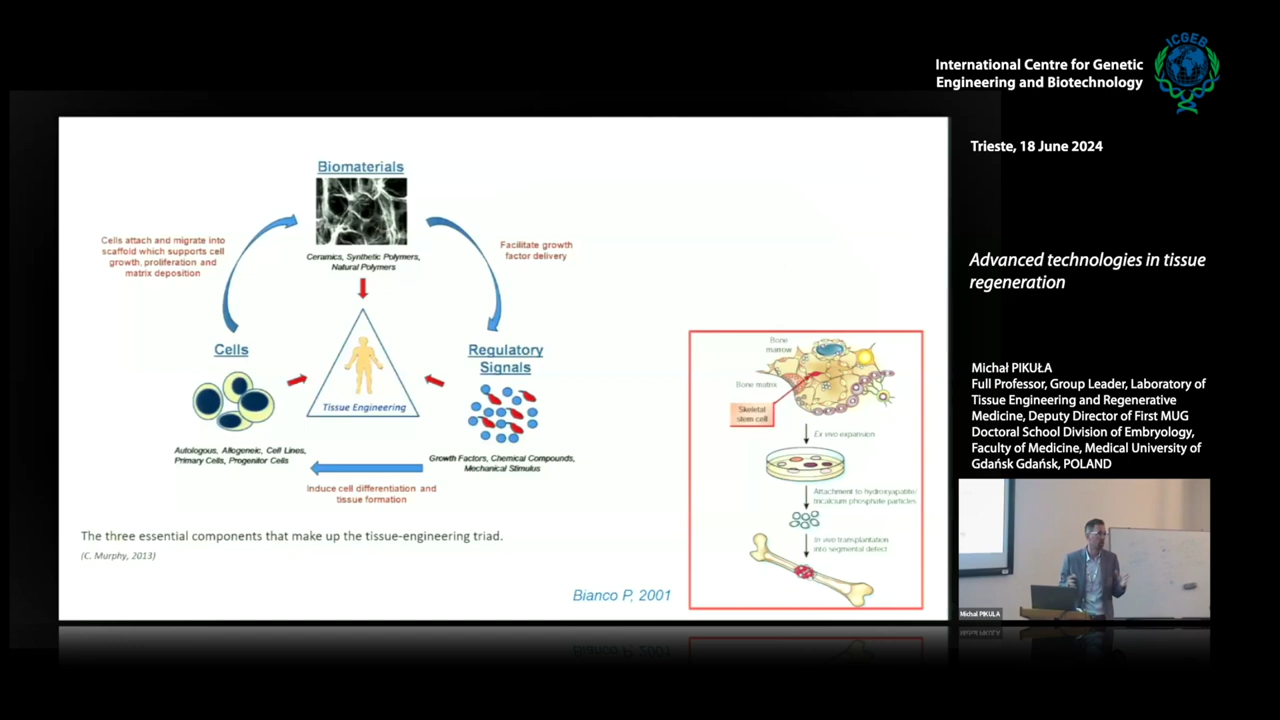 ICGEB
International Centre for Genetic
Engineering and Biotechnology
Trieste, 18 June 2024
Advanced technologies in tissue
regeneration
Michał PIKUŁA
Full Professor, Group Leader, Laboratory of
Tissue Engineering and Regenerative
Medicine, Deputy Director of First MUG
Doctoral School Division of Embryology,
Faculty of Medicine, Medical University of
Gdańsk Gdańsk, POLAND
Michal PIKULA
Biomaterials
Ceramics, Synthetic Polymers,
Natural Polymers
Cells attach and migrate into
scaffold which supports cell
growth, proliferation and
matrix deposition
Facilitate growth
factor delivery
Cells
Autologous, Allogeneic, Cell Lines,
Primary Cells, Progenitor Cells
Tissue Engineering
Regulatory
Signals
Growth Factors, Chemical Compounds,
Mechanical Stimulus
Induce cell differentiation and
tissue formation
The three essential components that make up the tissue-engineering triad.
(C. Murphy, 2013)
Bianco P, 2001
Bone
marrow
Bone matrix
Skeletal
stem cell
Ex vivo expansion
Attachment to hydroxyapatite/
tricalcium phosphate particles
In vivo transplantation
into segmental defect